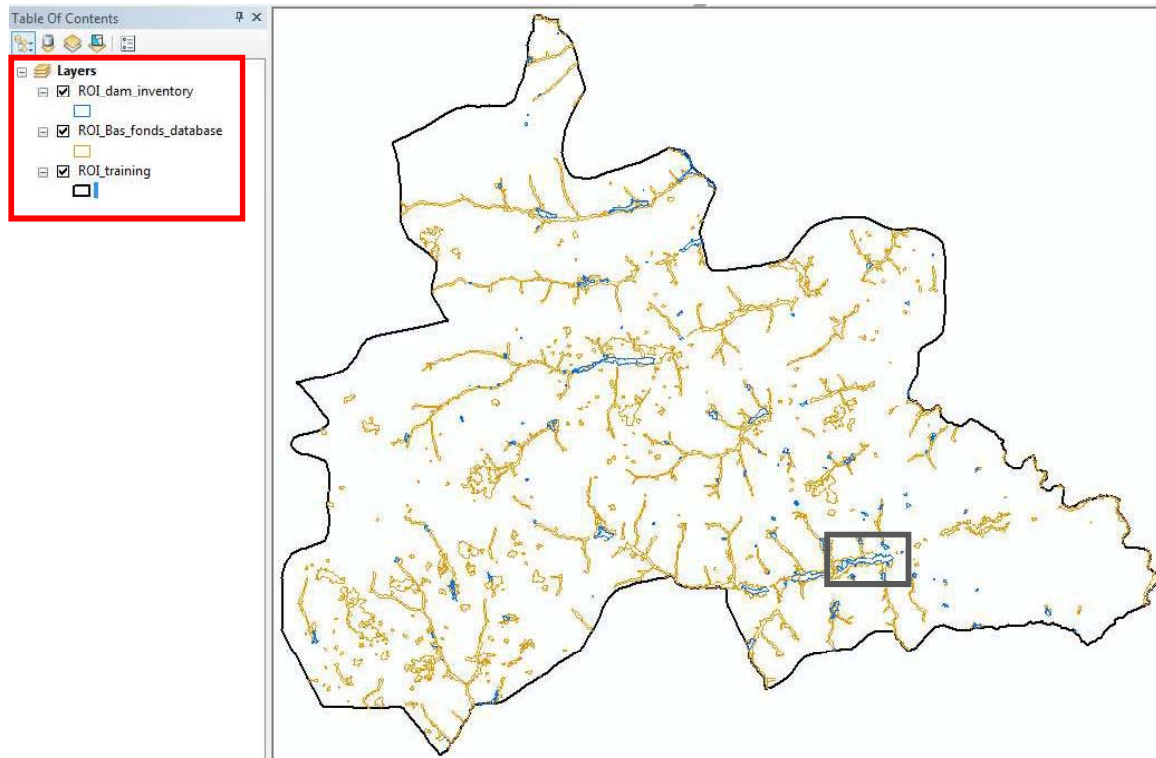 Table Of Contents
Layers
ROI_dam_inventory
ROI_Bas_fonds_database
ROI_training